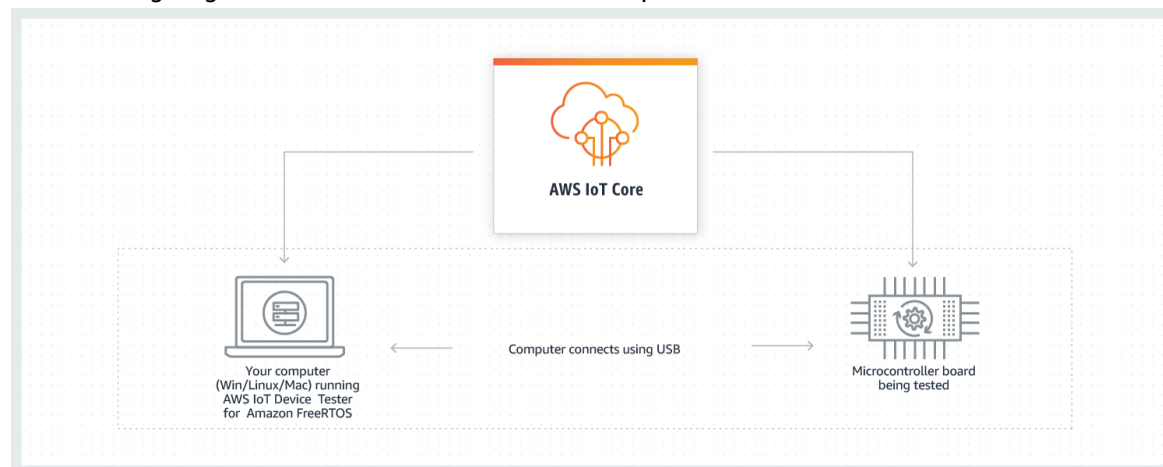 AWS IoT Core
Computer connects using USB
Your computer
(Win/Linux/Mac) running
AWS IoT Device Tester
for Amazon FreeRTOS
Microcontroller board
being tested